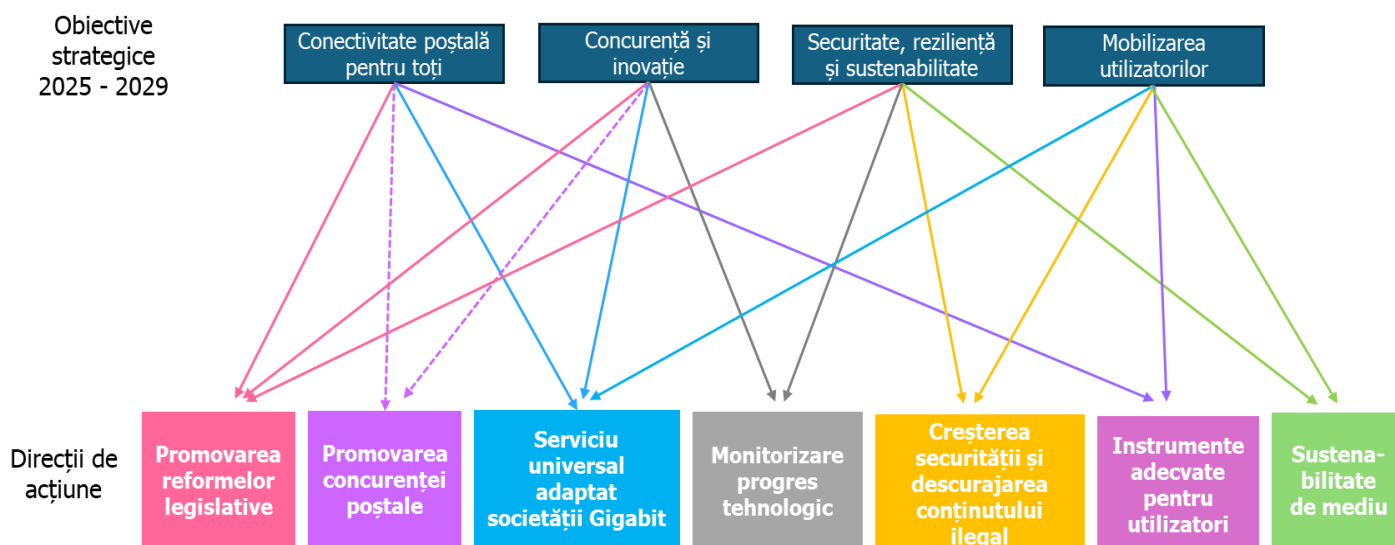 Obiective
strategice
2025 - 2029
Conectivitate poștală
pentru toți
Concurență și
inovație
Securitate, reziliență
și sustenabilitate
Mobilizarea
utilizatorilor
Direcții de
acțiune
Promovarea
reformelor
legislative
Promovarea
concurenței
poștale
Serviciu
universal
adaptat
societății Gigabit
Monitorizare
progres
tehnologic
Creșterea
securității și
descurajarea
conținutului
ilegal
Instrumente
adecvate
pentru
utilizatori
Sustena-
bilitate
de mediu